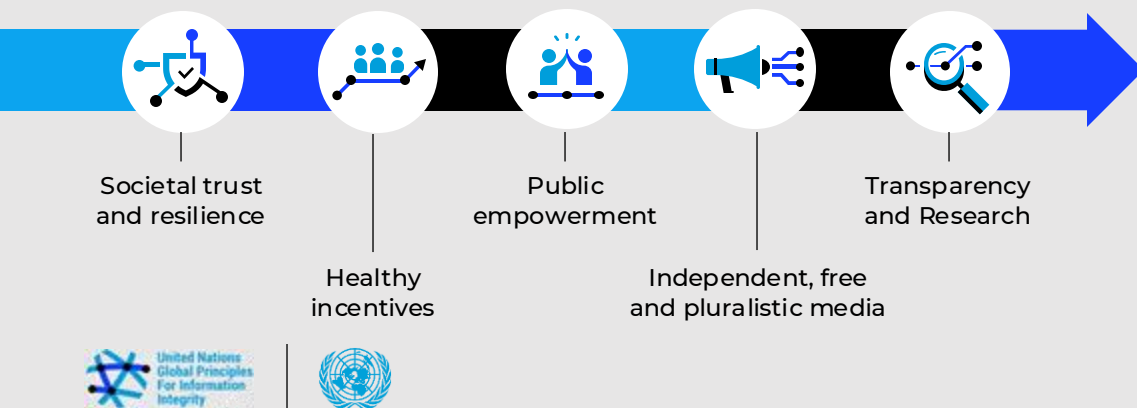 Societal trust
and resilience
Healthy
incentives
Public
empowerment
Independent, free
and pluralistic media
Transparency
and Research
United Nations
Global Principles
For Information
Integrity